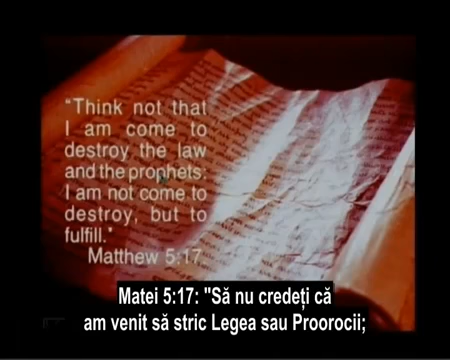 "Think not that
I am come to
destroy the law
and the prophets:
I am not come to
destroy, but to
fulfill."
Matthew 5:17
Matei 5:17: "Să nu credeţi că
am venit să stric Legea sau Proorocii;